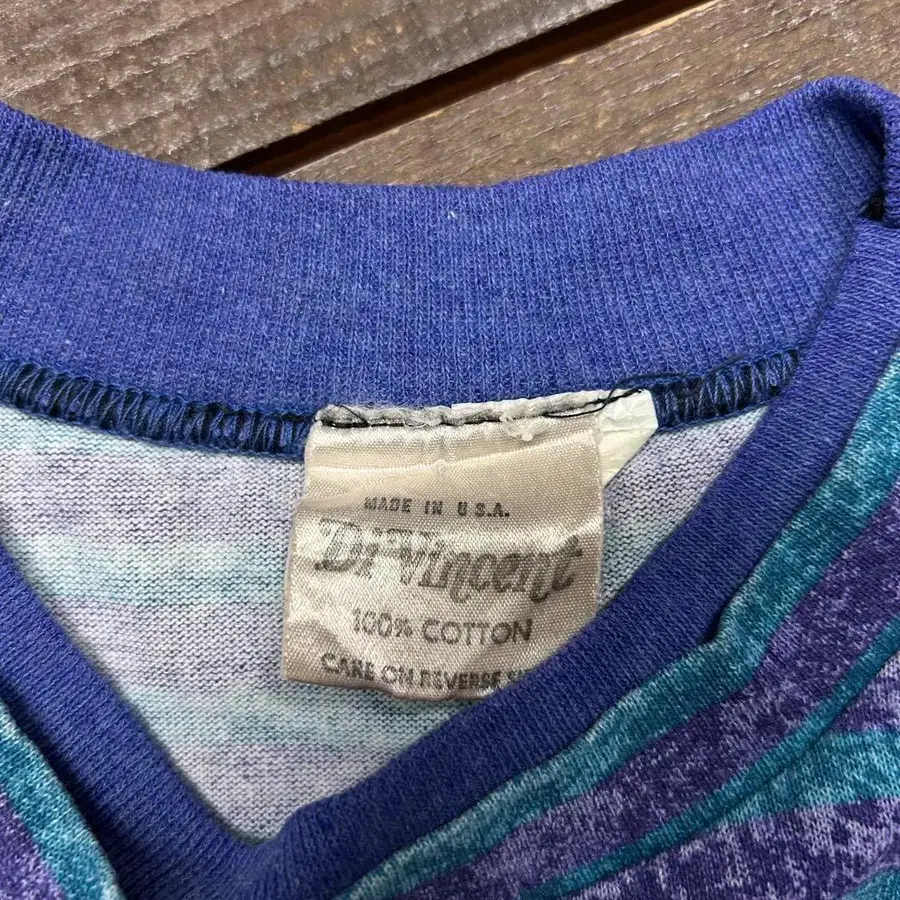 MADE IN U.S.A.
Di'Vincent
100% COTTON
CARE ON REVERSE